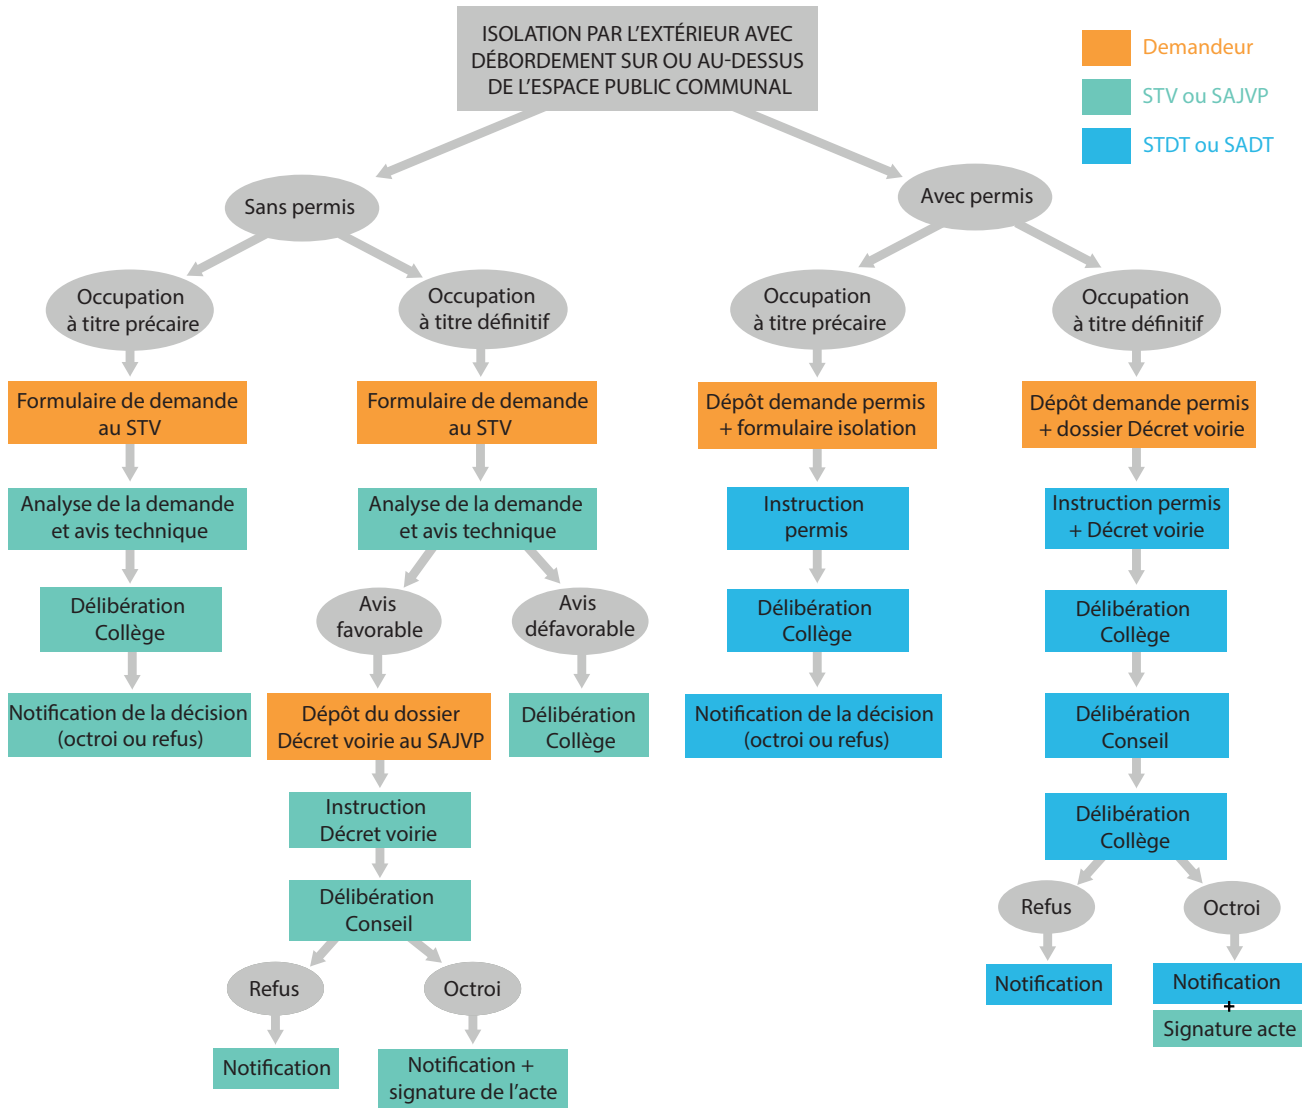 ISOLATION PAR L'EXTÉRIEUR AVEC
DÉBORDEMENT SUR OU AU-DESSUS
DE L'ESPACE PUBLIC COMMUNAL
Demandeur
STV ou SAJVP
STDT ou SADT
Sans permis
Avec permis
Occupation
à titre précaire
Occupation
à titre définitif
Occupation
à titre précaire
Occupation
à titre définitif
Formulaire de demande
au STV
Formulaire de demande
au STV
Dépôt demande permis
+ formulaire isolation
Dépôt demande permis
+ dossier Décret voirie
Analyse de la demande
et avis technique
Analyse de la demande
et avis technique
Instruction
permis
Instruction permis
+ Décret voirie
Délibération
Collège
Avis
favorable
Avis
défavorable
Délibération
Collège
Délibération
Collège
Notification de la décision
(octroi ou refus)
Dépôt du dossier
Décret voirie au SAJVP
Délibération
Collège
Notification de la décision
(octroi ou refus)
Délibération
Conseil
Instruction
Décret voirie
Délibération
Collège
Délibération
Conseil
Refus
Octroi
Refus
Octroi
Notification
Notification
+
Signature acte
Notification
Notification +
signature de l'acte